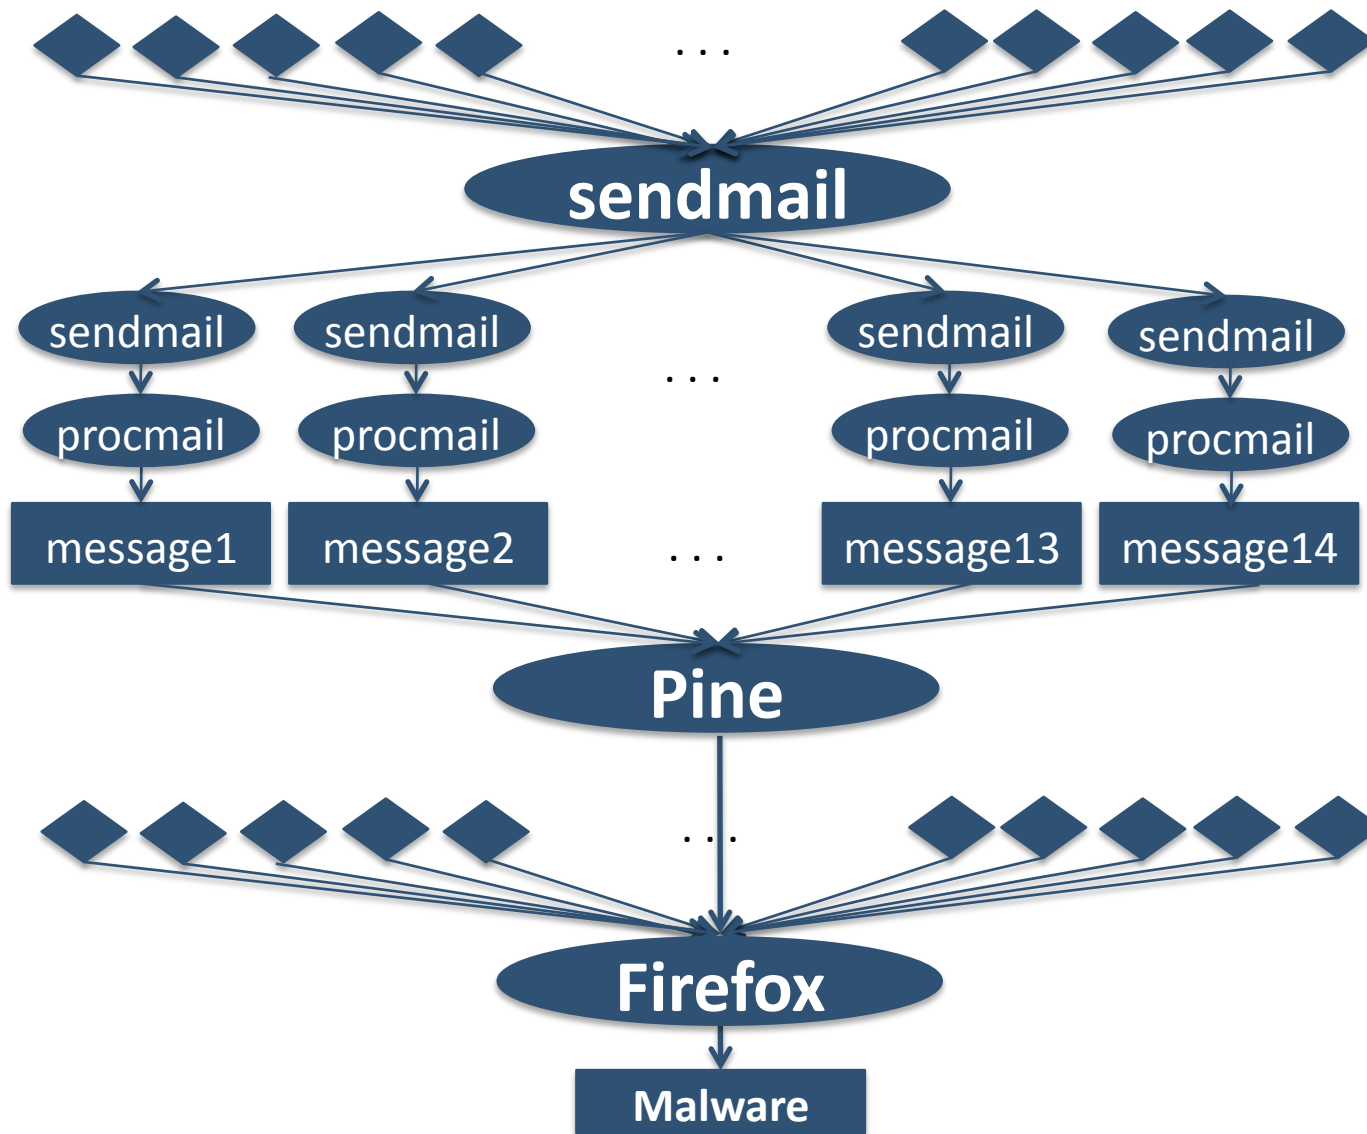 . . .
sendmail
sendmail sendmail sendmail sendmail
. . .
procmail procmail procmail procmail
message1 message2 . . . message13 message14
Pine
. . .
Firefox
Malware